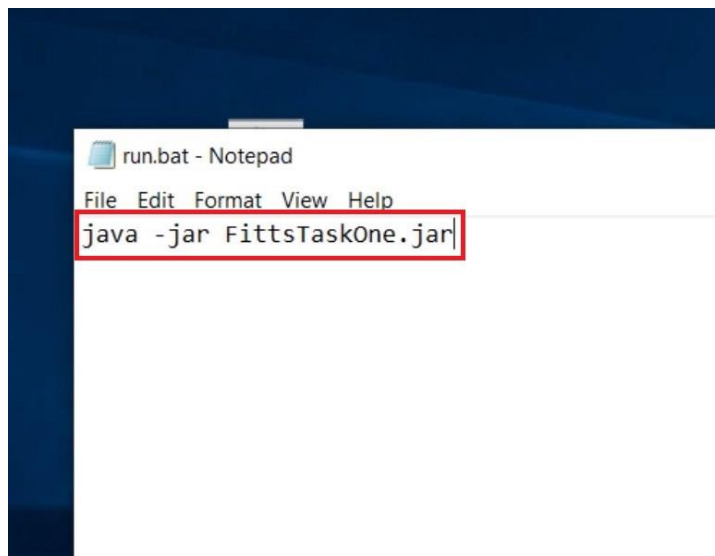 run.bat - Notepad
File Edit Format View Help
java -jar FittsTaskOne.jar